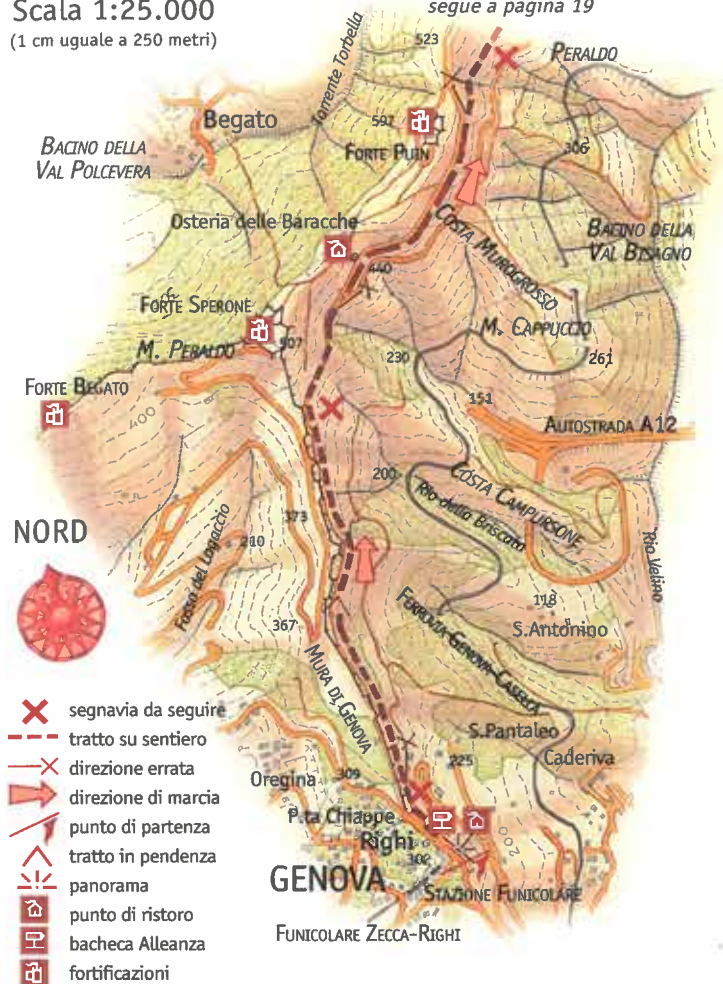 Scala 1:25.000
(1 cm uguale a 250 metri)
segue a pagina 19
Torrente Torbella
523
PERALDO
Begato
597
FORTE PUIN
306
BACINO DELLA
VAL POLCEVERA
Osteria delle Baracche
COSTA MUROGROSSO
BACINO DELLA
VAL BISAGNO
440
FORTE SPERONE
507
M. PERALDO
M. CAPPUCCIO
230
261
FORTE BEGATO
400
151
AUTOSTRADA A12
200
COSTA CAMPURSONE
Rio della Briscata
NORD
373
210
Fosso del Lagaccio
Rio Velino
118
S.Antonino
367
FERROVIA GENOVA-CASELLA
MURA DI GENOVA
S.Pantaleo
225
Caderiva
Oregina
309
P.ta Chiappe
Righi
302
200
GENOVA
STAZIONE FUNICOLARE
FUNICOLARE ZECCA-RIGHI
segnavia da seguire
tratto su sentiero
direzione errata
direzione di marcia
punto di partenza
tratto in pendenza
panorama
punto di ristoro
bacheca Alleanza
fortificazioni